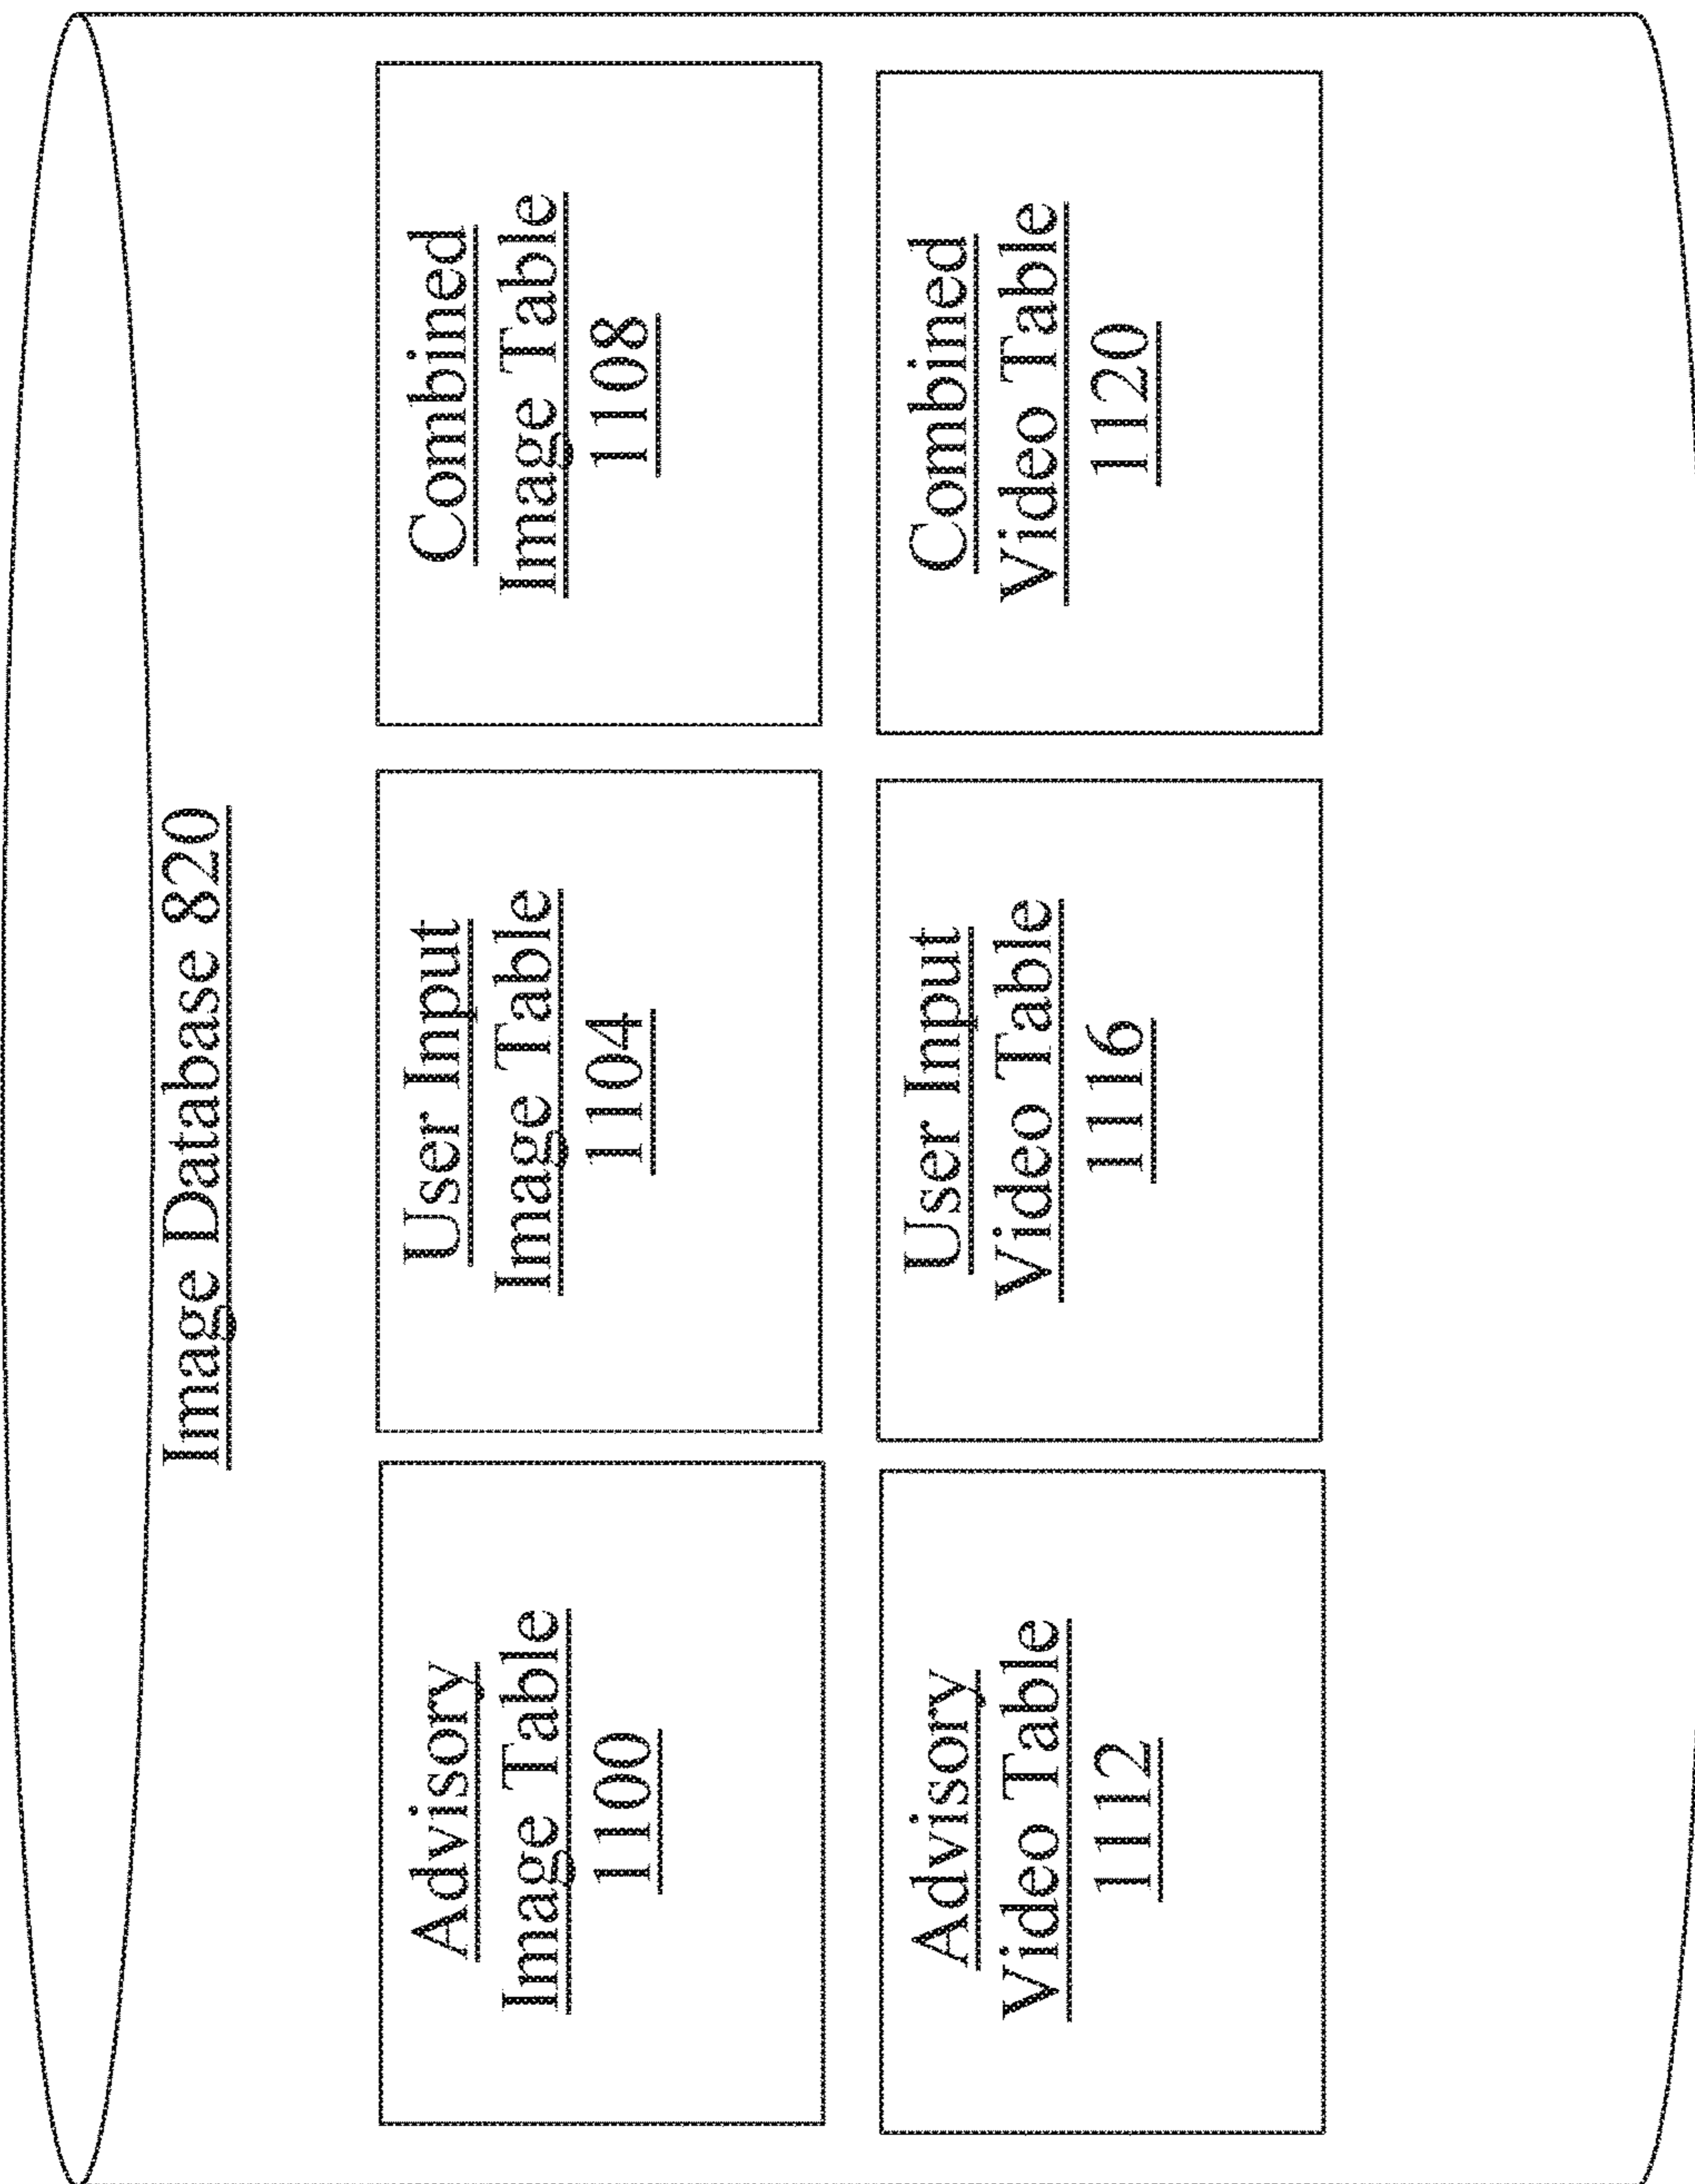 Image Database 820
Advisory
Image Table
1100
User Input
Image Table
1104
Combined
Image Table
1108
Advisory
Video Table
1112
User Input
Video Table
1116
Combined
Video Table
1120